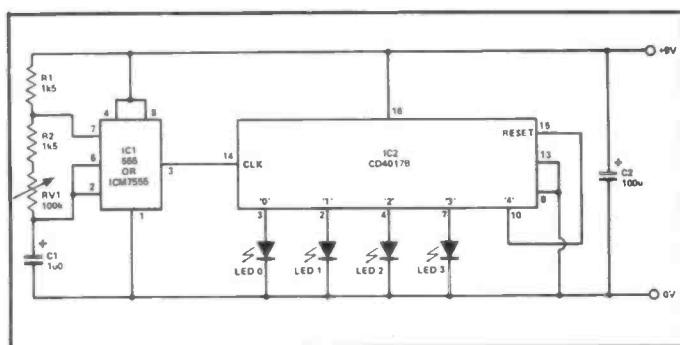 +9V
R1
1k5
R2
1k5
RV1
100k
C1
1u0
4
8
7
6
2
3
1
IC1
555
OR
ICM7555
14
CLK
16
IC2
CD4017B
RESET
15
13
8
'0'
'1'
'2'
'3'
'4'
3
2
4
7
10
LED 0
LED 1
LED 2
LED 3
C2
100u
0V